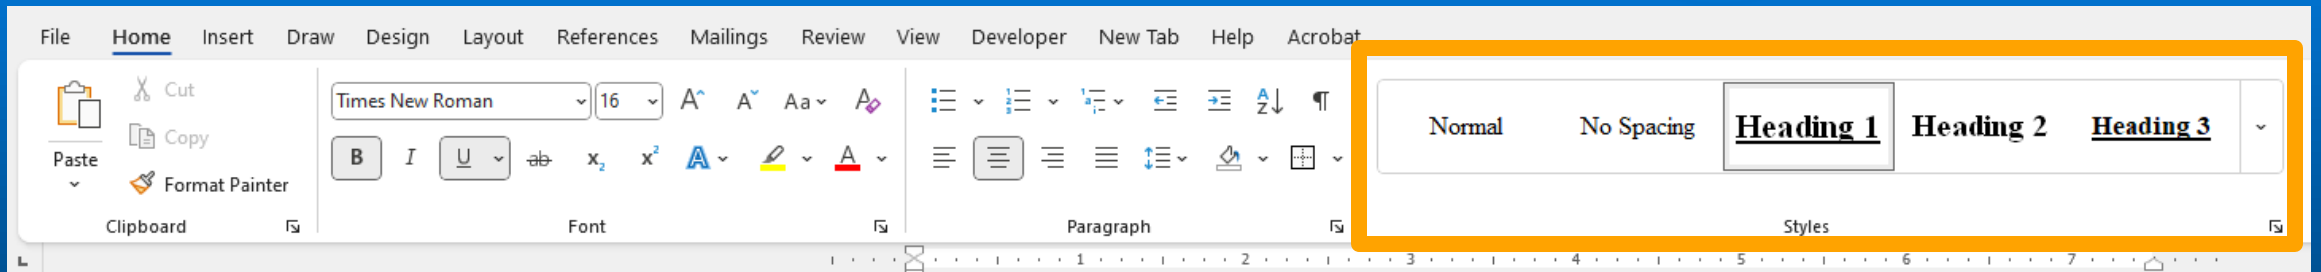 File Home Insert Draw Design Layout References Mailings Review View Developer New Tab Help Acrobat
Cut
Copy
Paste
Format Painter
Clipboard
Times New Roman 16 Aa
B I U ab x₂ x² A A
Font
A Z ¶
Paragraph
Normal No Spacing Heading 1 Heading 2 Heading 3
Styles
1 2 3 4 5 6 7